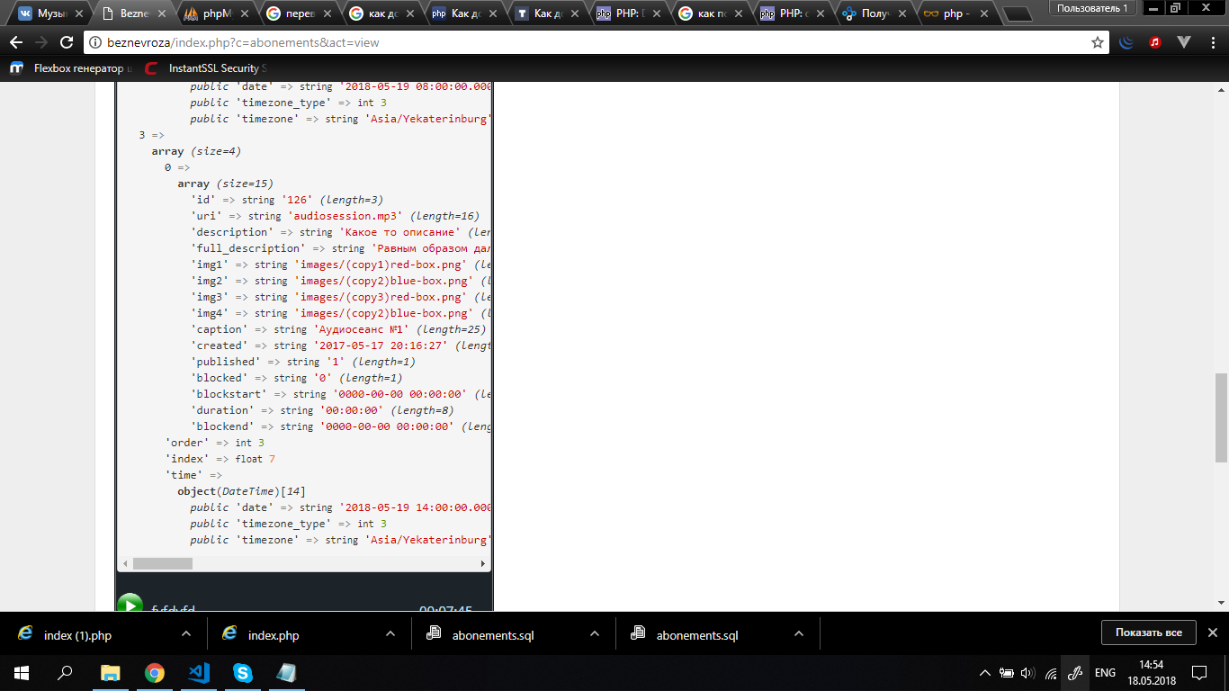 Пользователь 1
Музы
Bezne
phpM
перев
как до
Как до
Как д
PHP: D
как по
PHP: d
Получ
php -
beznevroza/index.php?c=abonements&act=view
Flexbox генератор
InstantSSL Security S
public 'date' => string '2018-05-19 08:00:00.000
public 'timezone_type' => int 3
public 'timezone' => string 'Asia/Yekaterinburg'
3 =>
array (size=4)
0 =>
array (size=15)
'id' => string '126' (length=3)
'uri' => string 'audiosession.mp3' (length=16)
'description' => string 'Какое то описание' (len
'full_description' => string 'Равным образом дал
'img1' => string 'images/(copy1)red-box.png' (le
'img2' => string 'images/(copy2)blue-box.png' (l
'img3' => string 'images/(copy3)red-box.png' (le
'img4' => string 'images/(copy2)blue-box.png' (l
'caption' => string 'Аудиосеанс №1' (length=25)
'created' => string '2017-05-17 20:16:27' (lengt
'published' => string '1' (length=1)
'blocked' => string '0' (length=1)
'blockstart' => string '0000-00-00 00:00:00' (le
'duration' => string '00:00:00' (length=8)
'blockend' => string '0000-00-00 00:00:00' (leng
'order' => int 3
'index' => float 7
'time' =>
object(DateTime)[14]
public 'date' => string '2018-05-19 14:00:00.000
public 'timezone_type' => int 3
public 'timezone' => string 'Asia/Yekaterinburg'
00:07:45
index (1).php
index.php
abonements.sql
abonements.sql
Показать все
ENG
14:54
18.05.2018